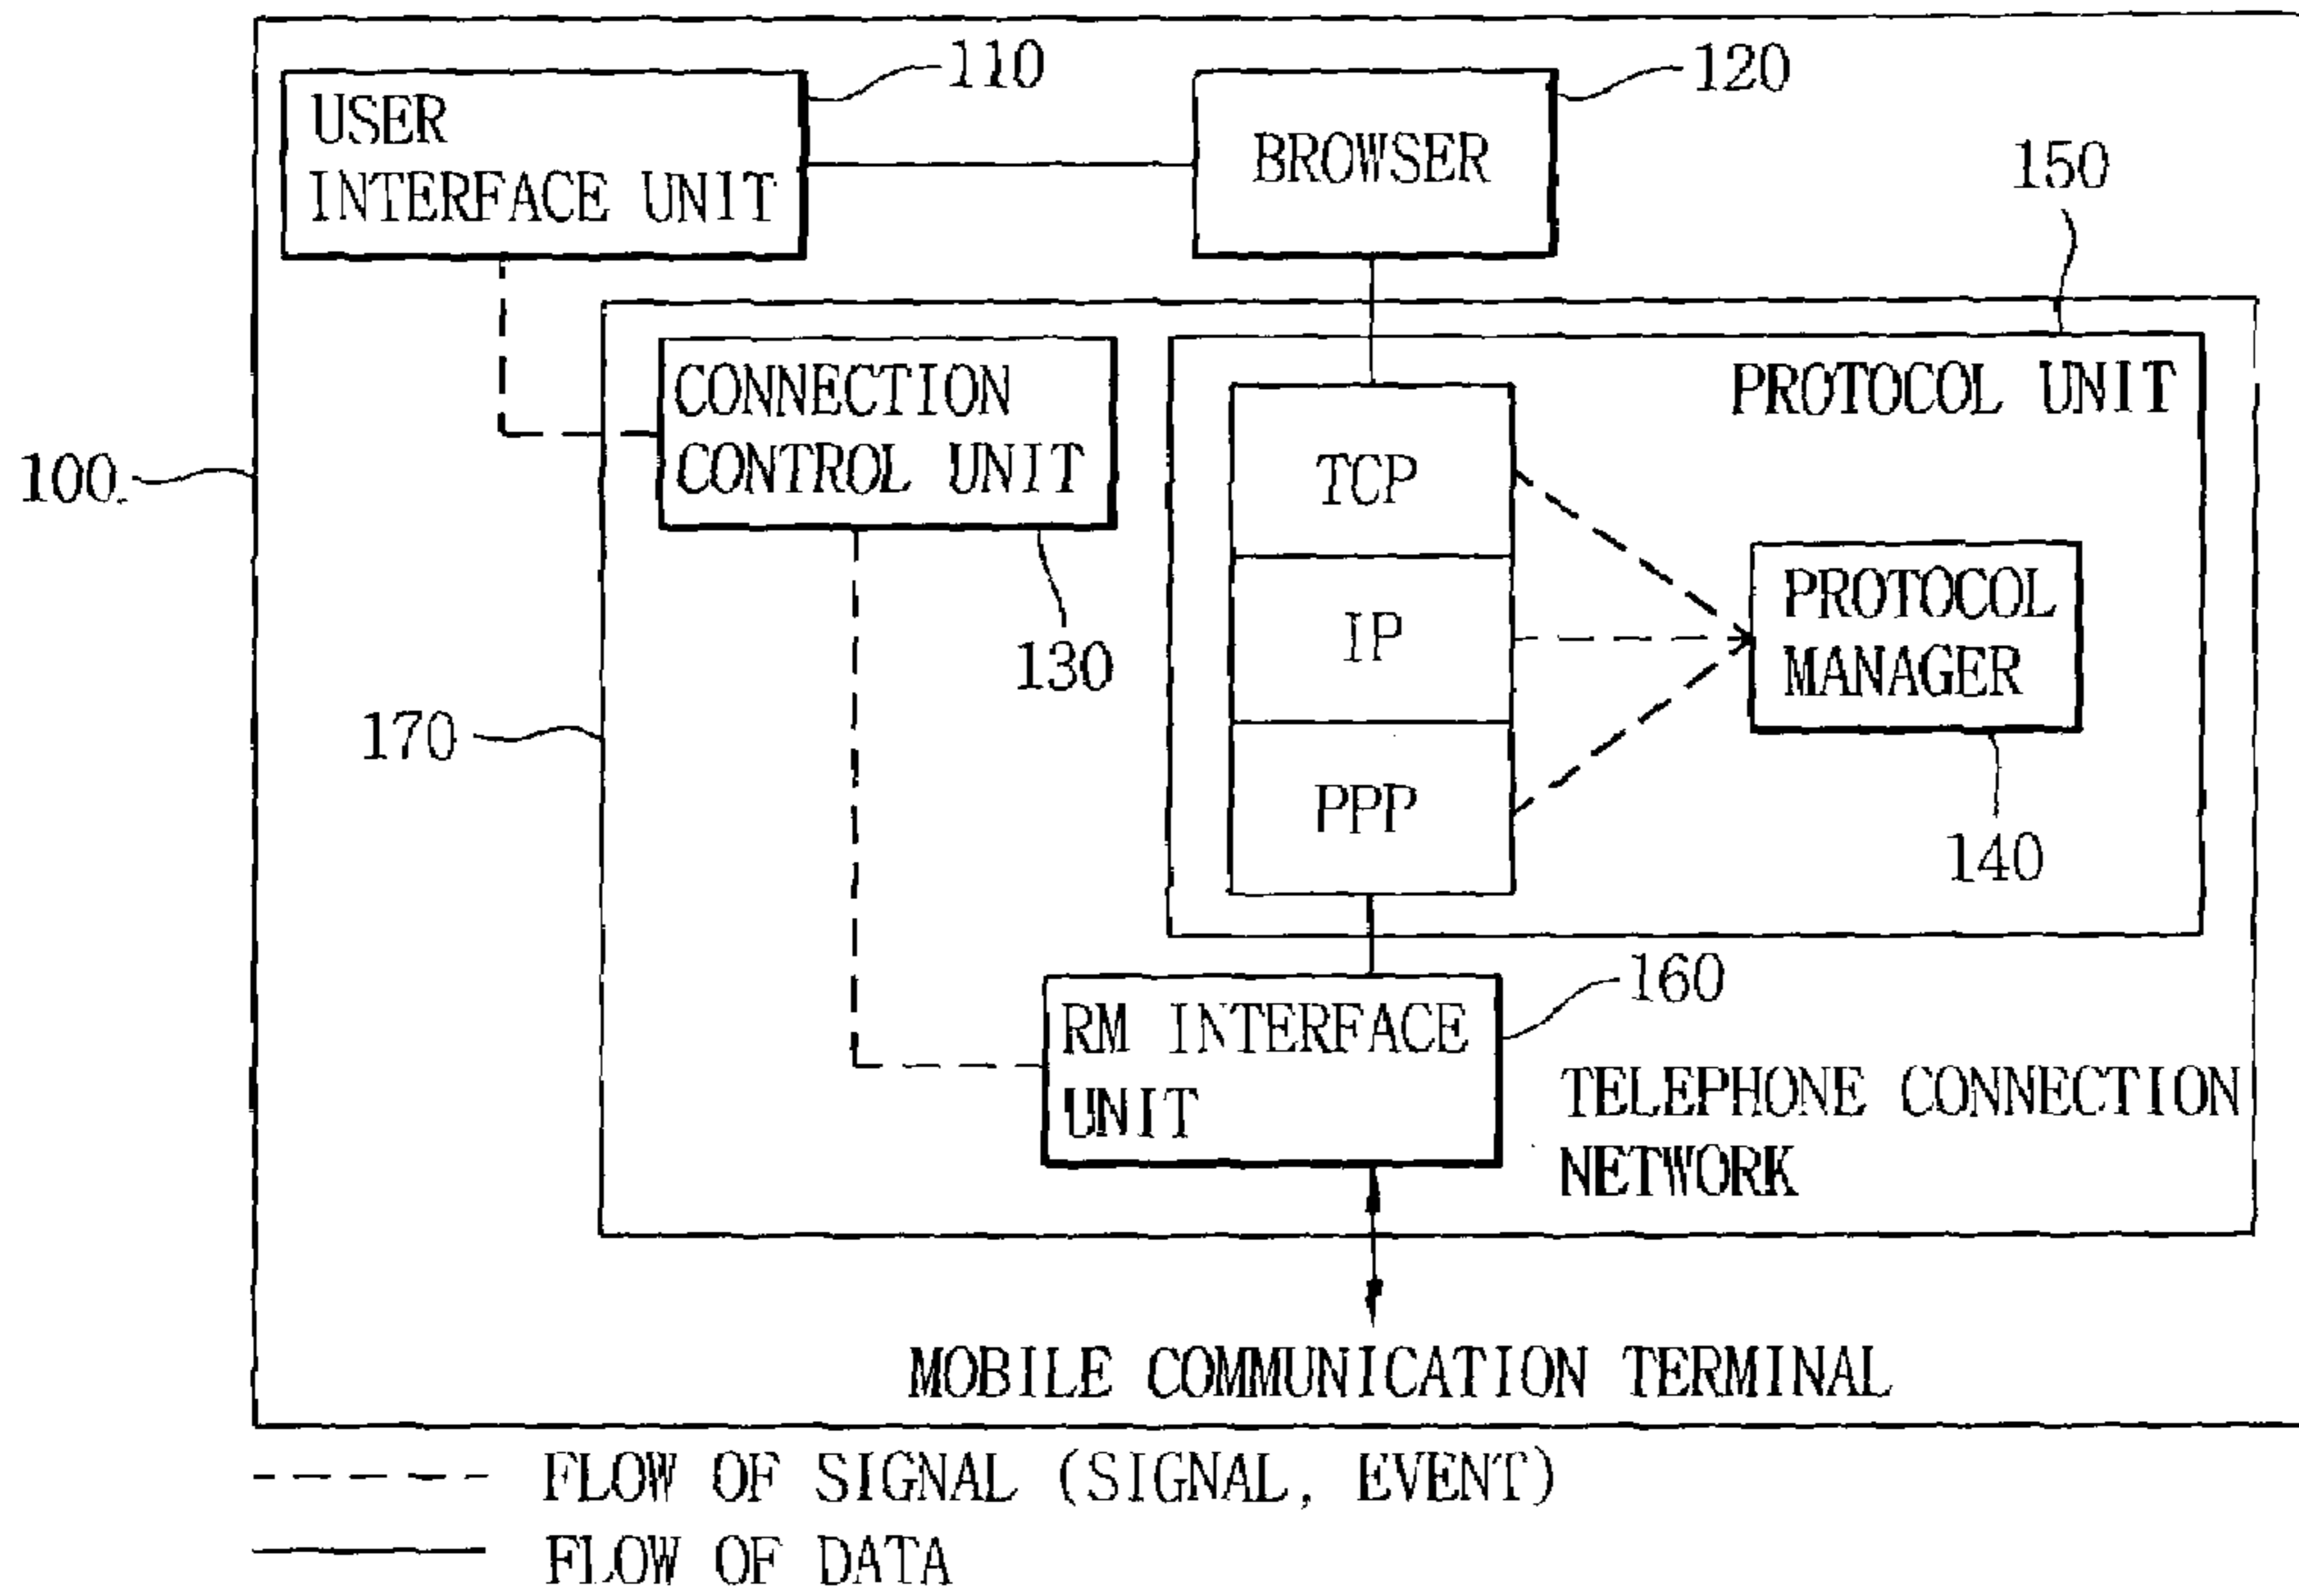 110
120
USER
INTERFACE UNIT
BROWSER
150
CONNECTION
CONTROL UNIT
PROTOCOL UNIT
100.
TCP
IP
PPP
PROTOCOL
MANAGER
130
170
140
160
RM INTERFACE
UNIT
TELEPHONE CONNECTION
NETWORK
MOBILE COMMUNICATION TERMINAL
FLOW OF SIGNAL (SIGNAL, EVENT)
FLOW OF DATA